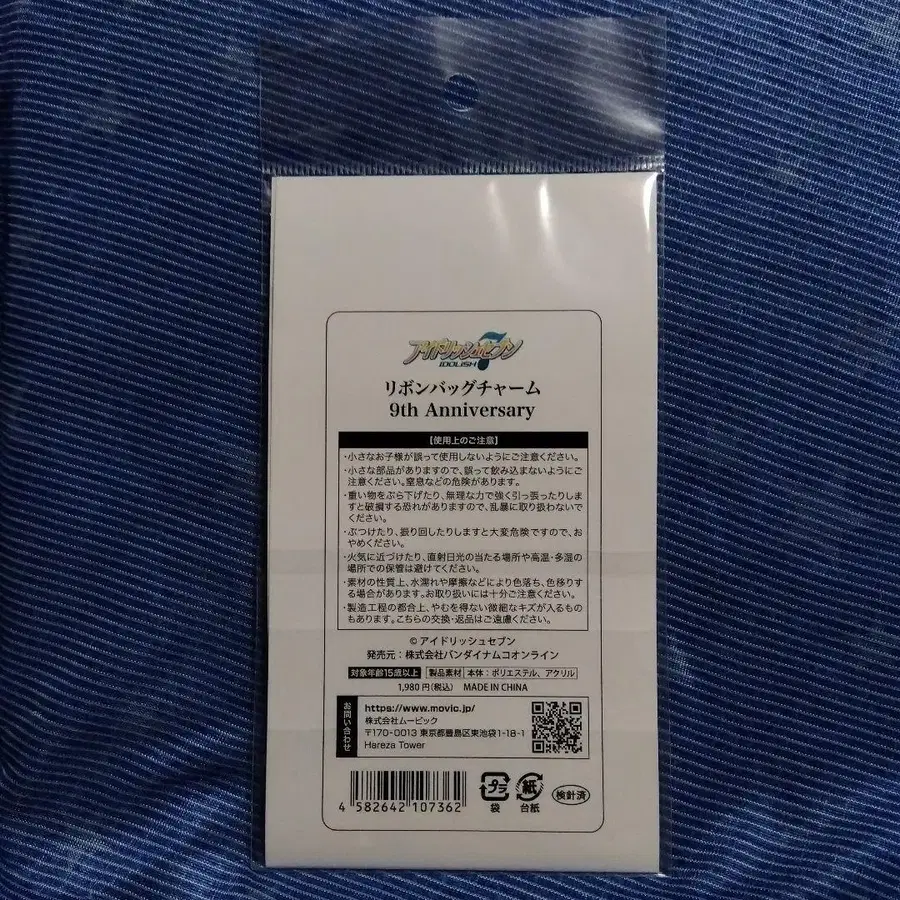 アイドリッシュセブン
7
IDOLiSH
リボンバッグチャーム
9th Anniversary
【使用上のご注意】
・小さなお子様が誤って使用しないようにご注意ください。
・小さな部品がありますので、誤って飲み込まないようにご
注意ください。窒息などの危険があります。
・重い物をぶら下げたり、無理な力で強く引っ張ったりしま
すと破損する恐れがありますので、乱暴に取り扱わないで
ください。
・ぶつけたり、振り回したりしますと大変危険ですので、お
やめください。
・火気に近づけたり、直射日光の当たる場所や高温・多湿の
場所での保管は避けてください。
・素材の性質上、水濡れや摩擦などにより色落ち、色移りす
る場合があります。お取り扱いには十分ご注意ください。
・製造工程の都合上、やむを得ない微細なキズが入るもの
もあります。こちらの交換・返品はご遠慮ください。
© アイドリッシュセブン
発売元：株式会社バンダイナムコオンライン
対象年齢15歳以上 製品素材 本体：ポリエステル、アクリル
1,980円(税込) MADE IN CHINA
お問い合わせ
https://www.movic.jp/
株式会社ムービック
〒170-0013 東京都豊島区東池袋1-18-1
Hareza Tower
4 582642 107362
プラ
袋
紙
台紙
検針済